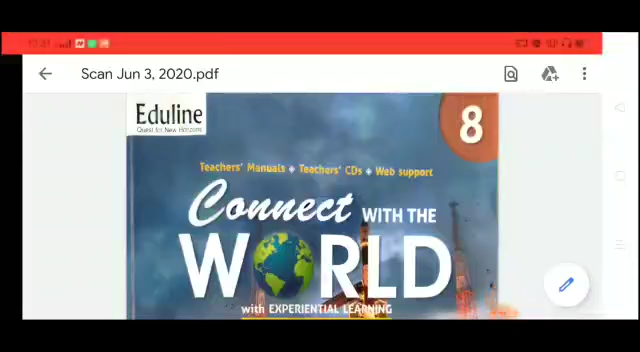 Scan Jun 3, 2020.pdf
Eduline
Quest for New Horizons
8
Teachers' Manuals Teachers' CDs Web support
Connect WITH THE
WORLD
with EXPERIENTIAL LEARNING